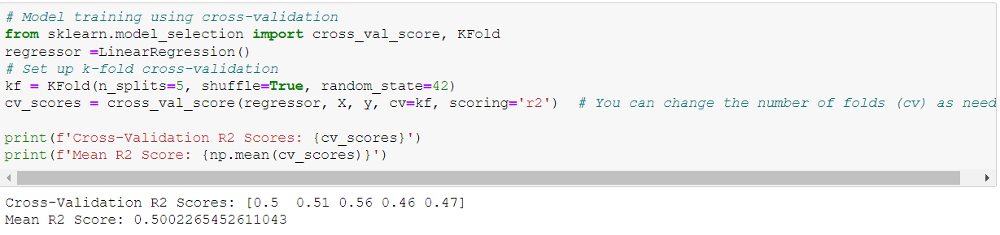 # Model training using cross-validation
from sklearn.model_selection import cross_val_score, KFold
regressor =LinearRegression()
# Set up k-fold cross-validation
kf = KFold(n_splits=5, shuffle=True, random_state=42)
cv_scores = cross_val_score(regressor, X, y, cv=kf, scoring='r2')  # You can change the number of folds (cv) as need
print(f'Cross-Validation R2 Scores: {cv_scores}')
print(f'Mean R2 Score: {np.mean(cv_scores)}')
Cross-Validation R2 Scores: [0.5  0.51 0.56 0.46 0.47]
Mean R2 Score: 0.5002265452611043